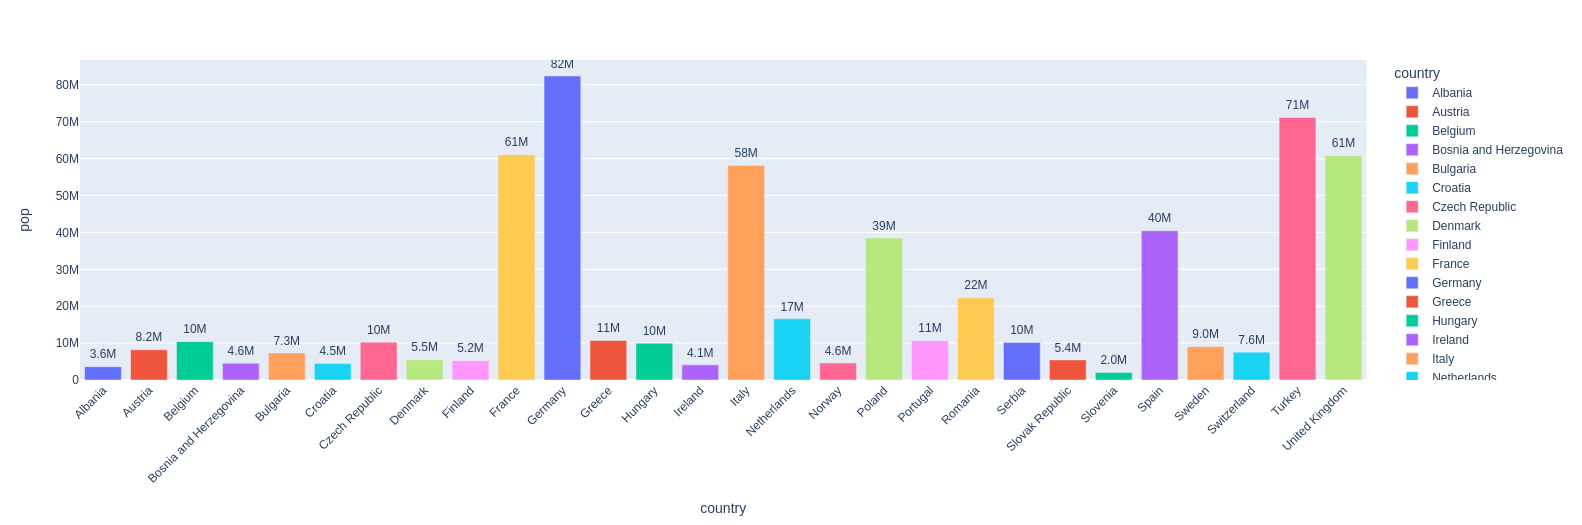 82M
80M
70M
60M
50M
40M
30M
20M
10M
0
pop
3.6M
8.2M
10M
4.6M
7.3M
4.5M
10M
5.5M
5.2M
61M
11M
10M
4.1M
58M
17M
4.6M
39M
11M
22M
10M
5.4M
2.0M
40M
9.0M
7.6M
71M
61M
Albania
Austria
Belgium
Bosnia and Herzegovina
Bulgaria
Croatia
Czech Republic
Denmark
Finland
France
Germany
Greece
Hungary
Ireland
Italy
Netherlands
Norway
Poland
Portugal
Romania
Serbia
Slovak Republic
Slovenia
Spain
Sweden
Switzerland
Turkey
United Kingdom
country
country
Albania
Austria
Belgium
Bosnia and Herzegovina
Bulgaria
Croatia
Czech Republic
Denmark
Finland
France
Germany
Greece
Hungary
Ireland
Italy
Netherlands